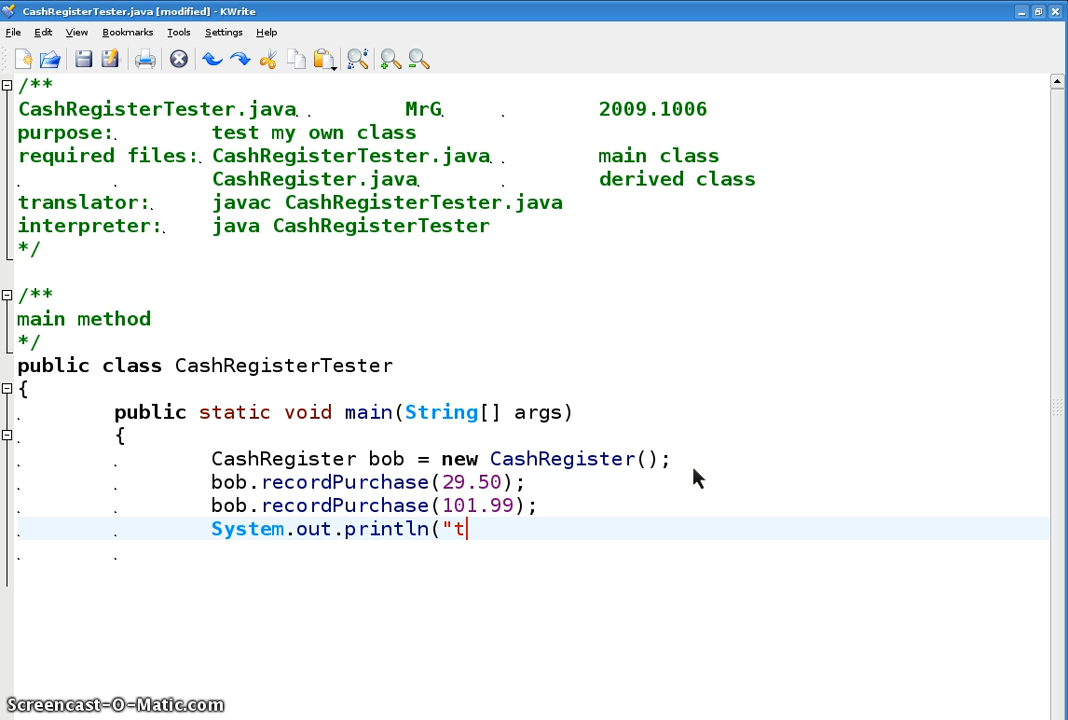 CashRegisterTester.java [modified] - KWrite
File Edit View Bookmarks Tools Settings Help
/**
CashRegisterTester.java MrG 2009.1006
purpose: test my own class
required files: CashRegisterTester.java main class
CashRegister.java derived class
translator: javac CashRegisterTester.java
interpreter: java CashRegisterTester
*/
/**
main method
*/
public class CashRegisterTester
{
public static void main(String[] args)
{
CashRegister bob = new CashRegister();
bob.recordPurchase(29.50);
bob.recordPurchase(101.99);
System.out.println("t
Screencast-O-Matic.com